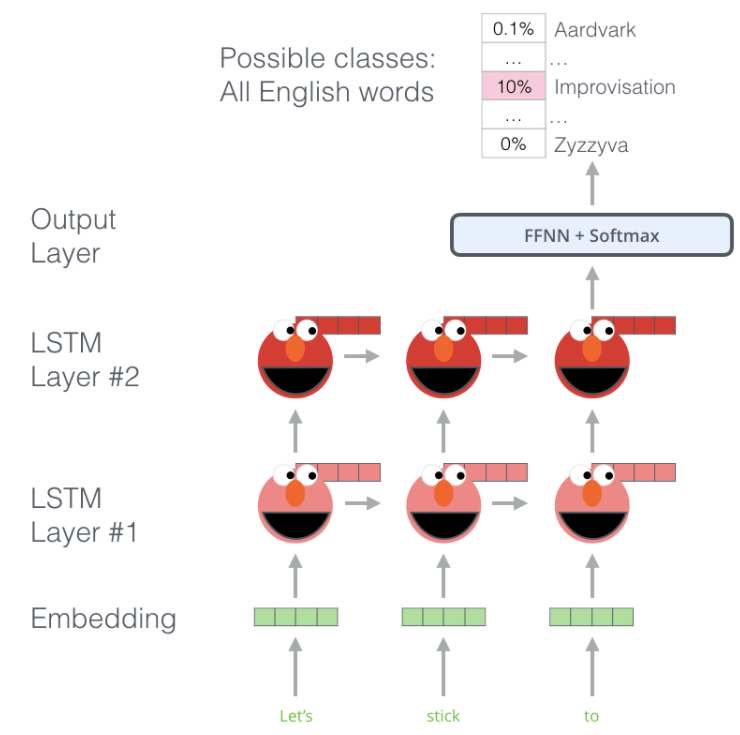 Possible classes:
All English words
0.1% Aardvark
... ...
10% Improvisation
... ...
0% Zyzzyva
Output
Layer
FFNN + Softmax
LSTM
Layer #2
LSTM
Layer #1
Embedding
Let's stick to